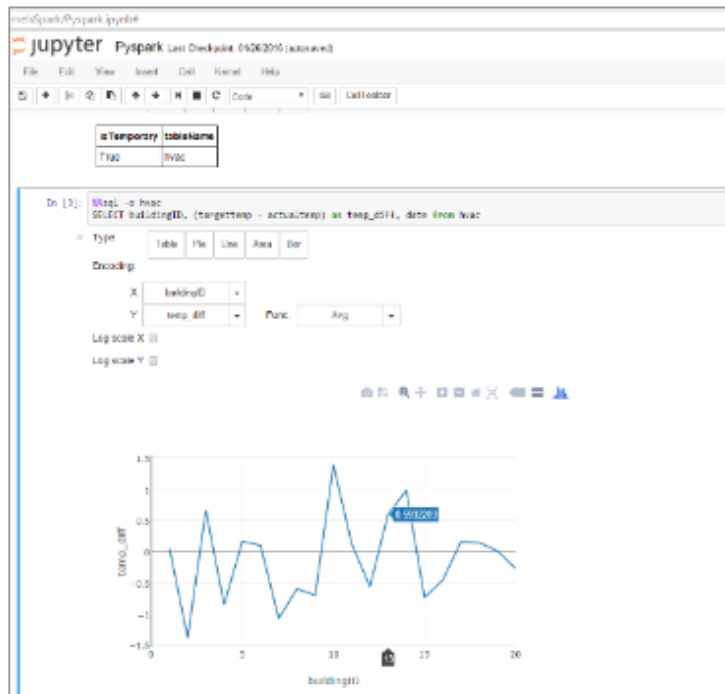 Pyspark.ipynb#
jupyter Pyspark Last Checkpoint: 01/26/2016 (autosaved)
File Edit View Insert Cell Kernel Help
Code CellToolbar
isTemporary tableName
True hvac
In [3]: %%sql -o hvac
SELECT buildingID, (targettemp - actualtemp) as temp_diff, date from hvac
Type Table Pie Line Area Bar
Encoding:
X buildingID
Y temp_diff Func. Avg
Log scale X
Log scale Y
1.5
1
0.5
0
−0.5
−1
−1.5
temp_diff
0 5 10 13 15 20
buildingID